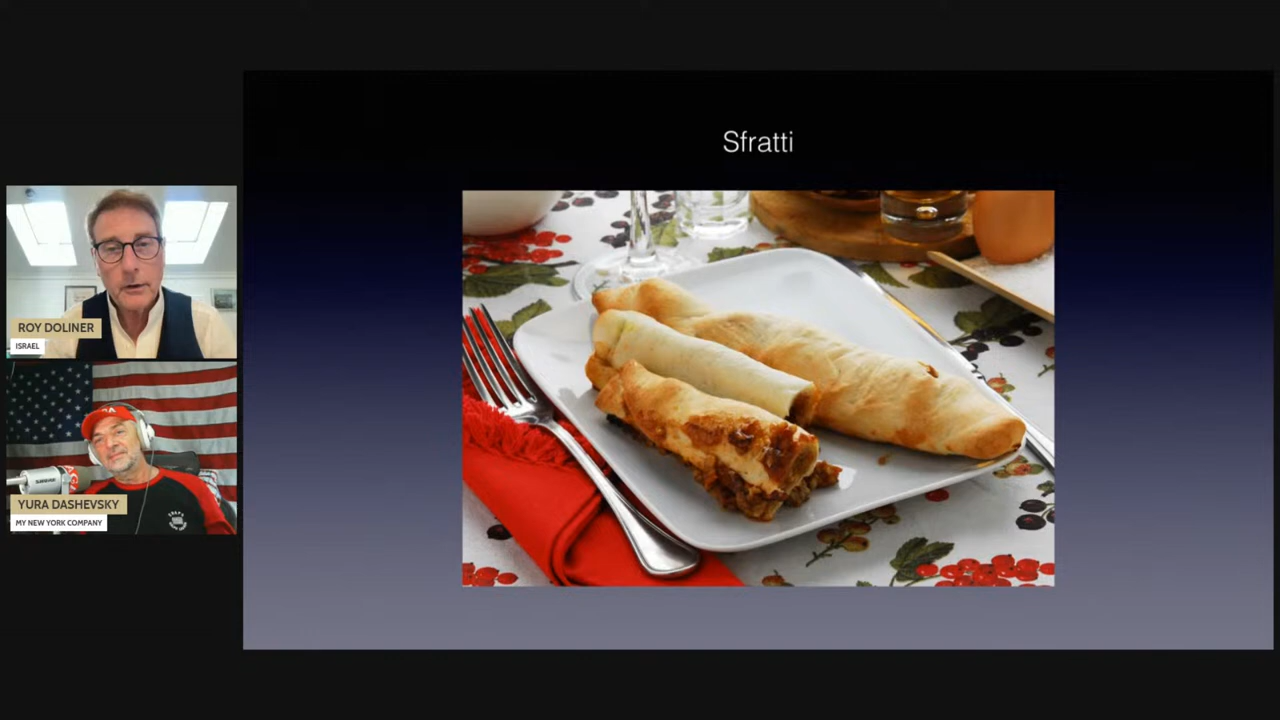 Sfratti
ROY DOLINER
ISRAEL
YURA DASHEVSKY
MY NEW YORK COMPANY